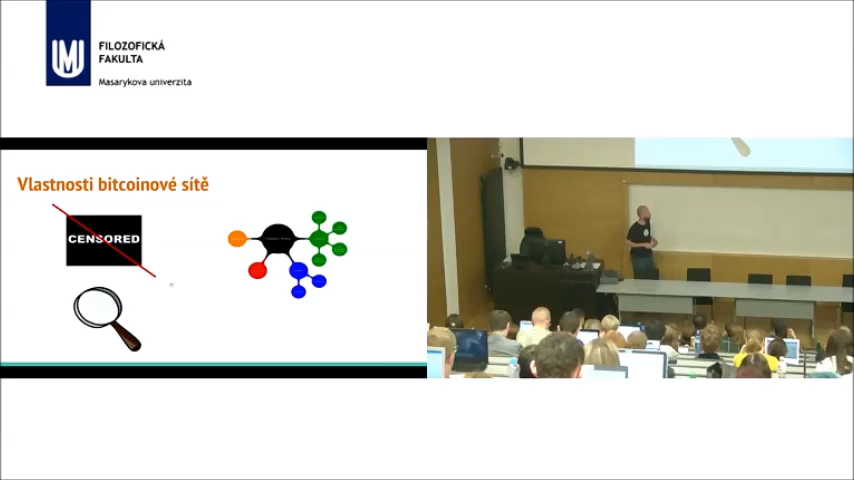 FILOZOFICKÁ
FAKULTA
Masarykova univerzita
Vlastnosti bitcoinové sítě
CENSORED